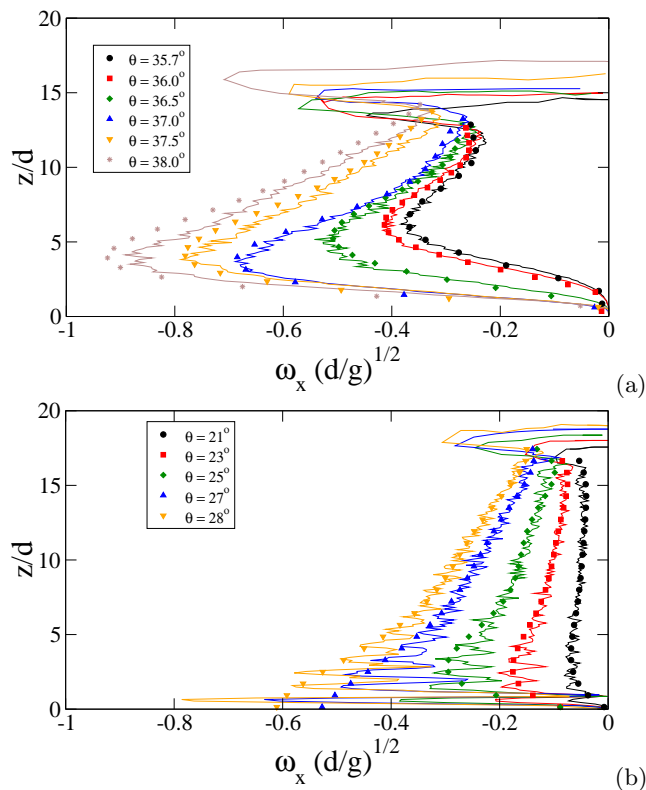 20
15
10
5
0
z/d
θ = 35.7°
θ = 36.0°
θ = 36.5°
θ = 37.0°
θ = 37.5°
θ = 38.0°
-1 -0.8 -0.6 -0.4 -0.2 0
ω_x (d/g)^1/2
(a)
20
15
10
5
0
z/d
θ = 21°
θ = 23°
θ = 25°
θ = 27°
θ = 28°
-1 -0.8 -0.6 -0.4 -0.2 0
ω_x (d/g)^1/2
(b)